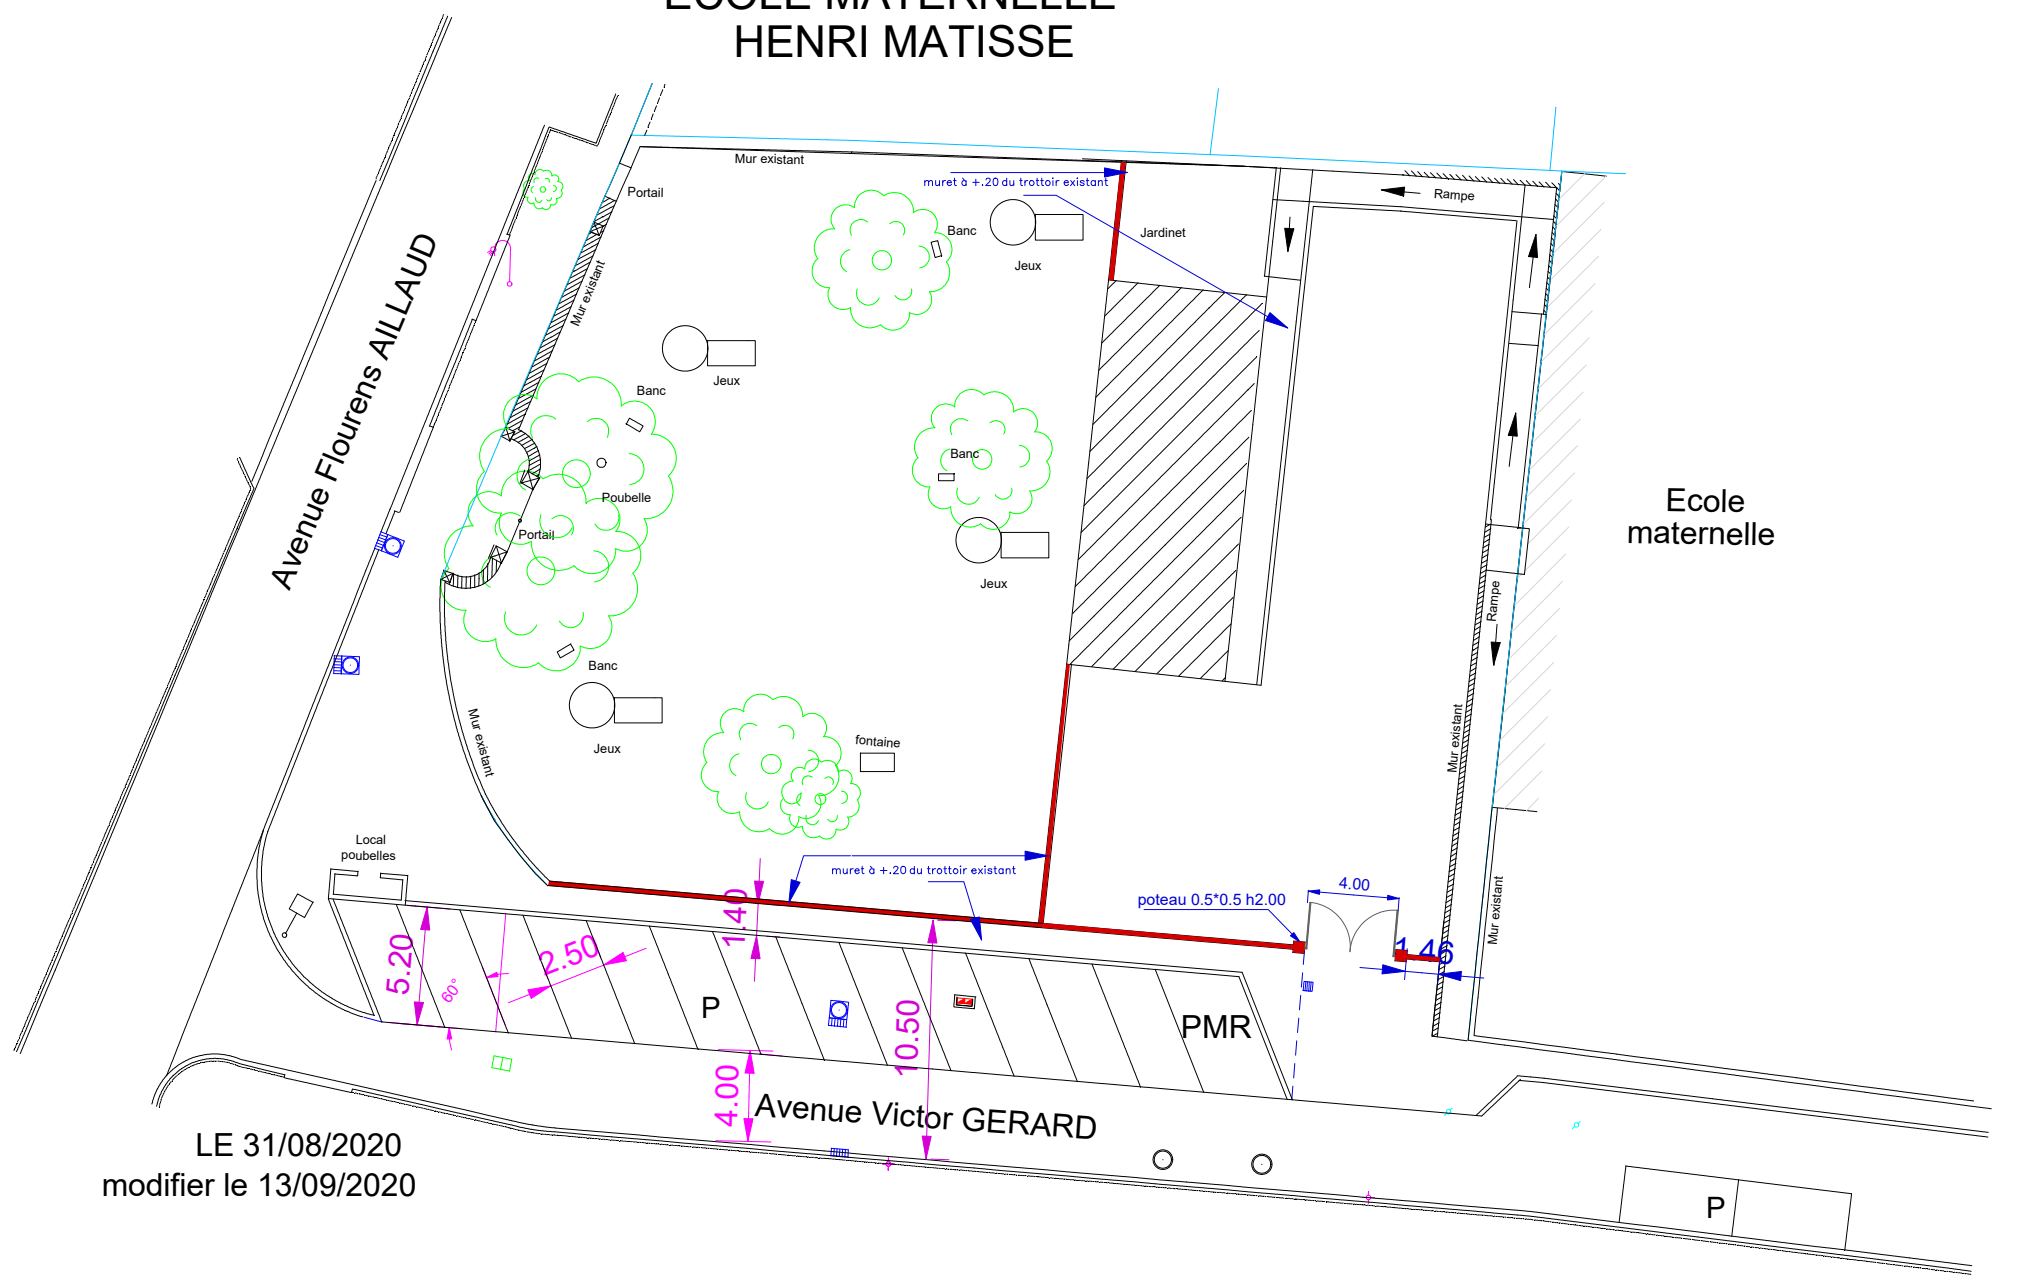 ECOLE MATERNELLE
HENRI MATISSE
Mur existant
Portail
muret à +.20 du trottoir existant
Rampe
Banc
Jardinet
Jeux
Avenue Flourens AILLAUD
Mur existant
Jeux
Banc
Banc
Poubelle
Portail
Ecole
maternelle
Jeux
Rampe
Banc
Mur existant
Jeux
fontaine
Mur existant
Local
poubelles
muret à +.20 du trottoir existant
4.00
poteau 0.5*0.5 h2.00
1.40
Mur existant
1.46
5.20
2.50
60°
P
10.50
PMR
4.00
Avenue Victor GERARD
LE 31/08/2020
modifier le 13/09/2020
P